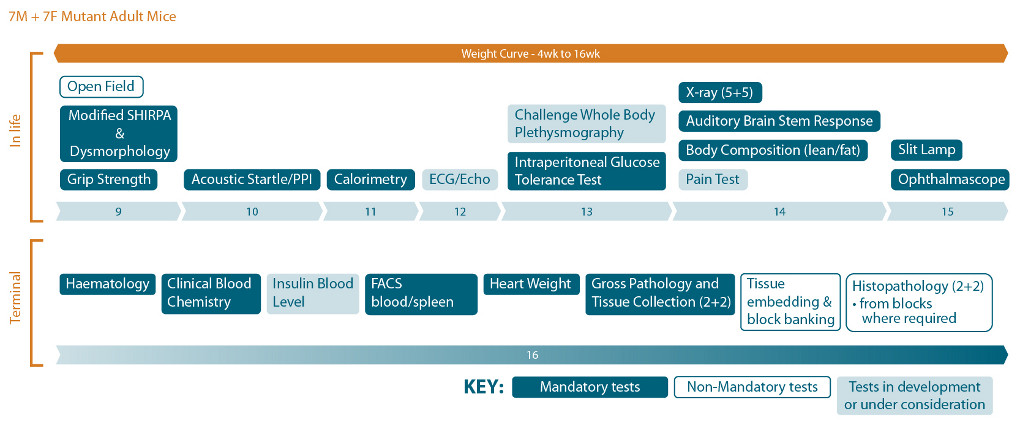 7M + 7F Mutant Adult Mice
Weight Curve - 4wk to 16wk
In life
Open Field
Modified SHIRPA
&
Dysmorphology
Grip Strength
Acoustic Startle/PPI
Calorimetry
ECG/Echo
Challenge Whole Body
Plethysmography
Intraperitoneal Glucose
Tolerance Test
X-ray (5+5)
Auditory Brain Stem Response
Body Composition (lean/fat)
Pain Test
Slit Lamp
Ophthalmascope
9
10
11
12
13
14
15
Terminal
Haematology
Clinical Blood
Chemistry
Insulin Blood
Level
FACS
blood/spleen
Heart Weight
Gross Pathology and
Tissue Collection (2+2)
Tissue
embedding &
block banking
Histopathology (2+2)
• from blocks
where required
16
KEY:
Mandatory tests
Non-Mandatory tests
Tests in development
or under consideration